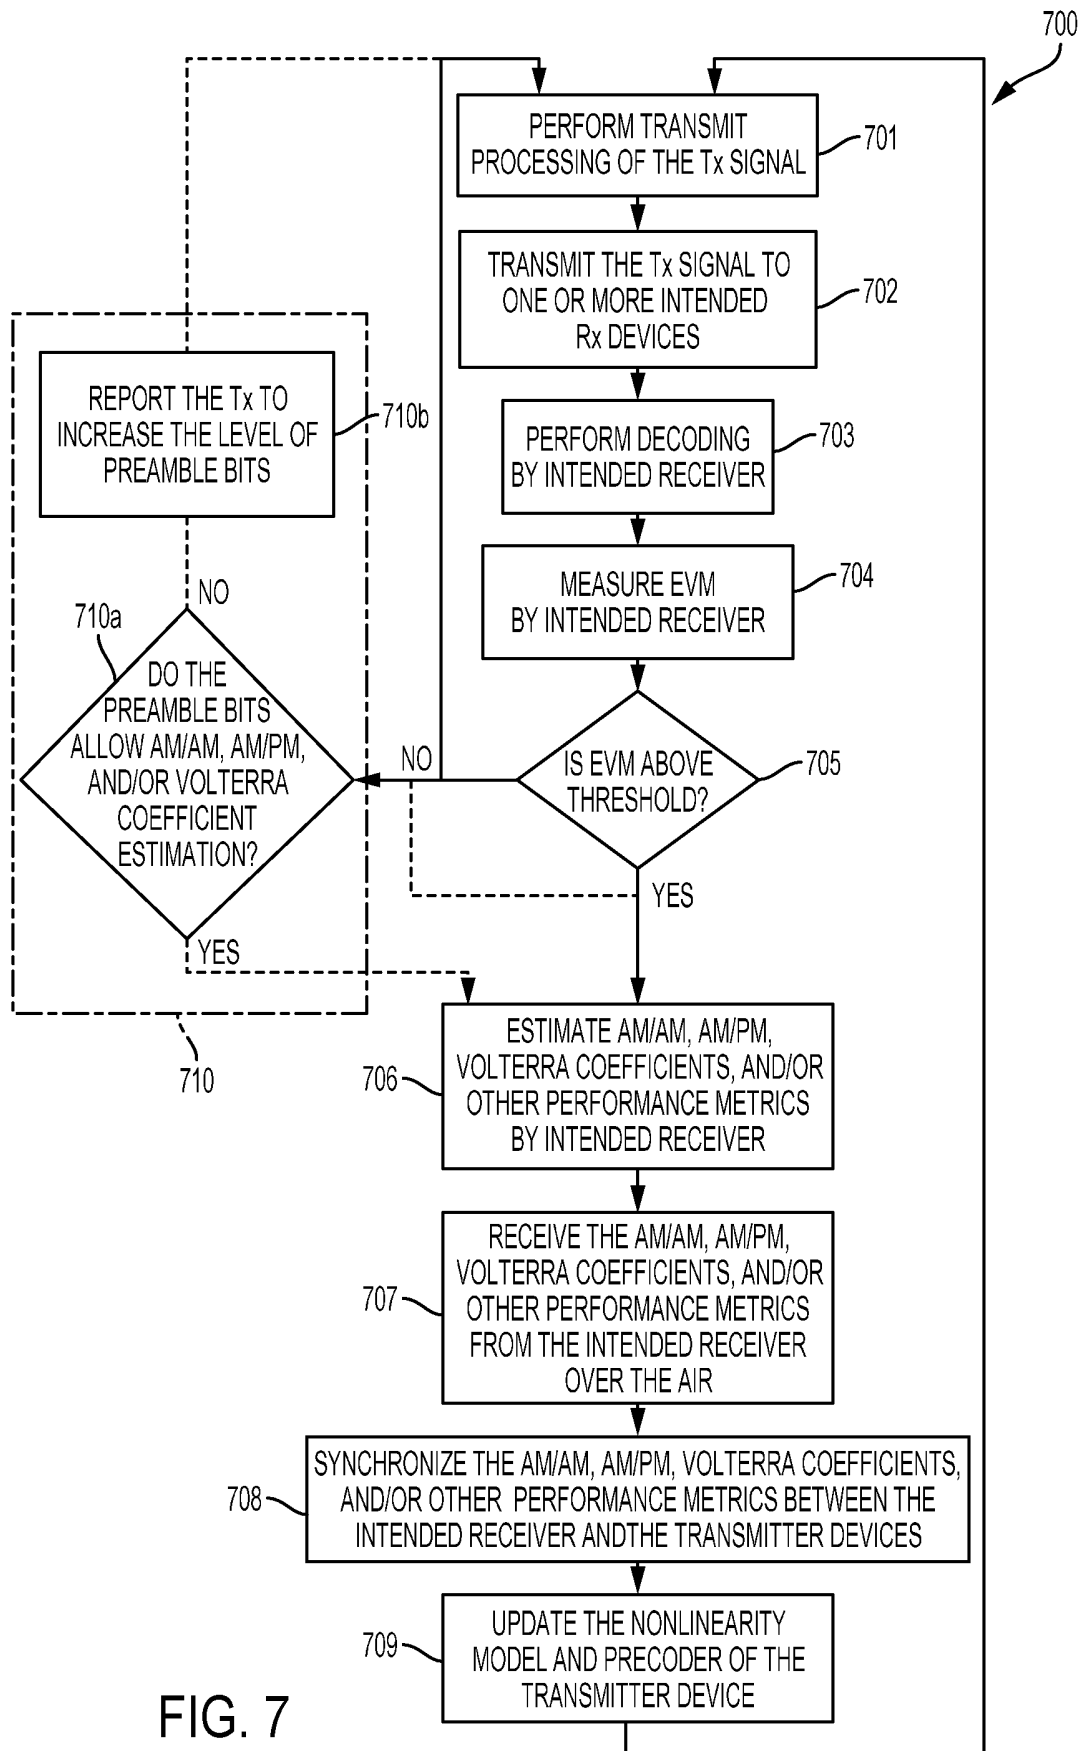 700
PERFORM TRANSMIT
PROCESSING OF THE Tx SIGNAL
701
TRANSMIT THE Tx SIGNAL TO
ONE OR MORE INTENDED
Rx DEVICES
702
REPORT THE Tx TO
INCREASE THE LEVEL OF
PREAMBLE BITS
710b
PERFORM DECODING
BY INTENDED RECEIVER
703
MEASURE EVM
BY INTENDED RECEIVER
704
NO
710a
DO THE
PREAMBLE BITS
ALLOW AM/AM, AM/PM,
AND/OR VOLTERRA
COEFFICIENT
ESTIMATION?
NO
IS EVM ABOVE
THRESHOLD?
705
YES
YES
710
ESTIMATE AM/AM, AM/PM,
VOLTERRA COEFFICIENTS, AND/OR
OTHER PERFORMANCE METRICS
BY INTENDED RECEIVER
706
RECEIVE THE AM/AM, AM/PM,
VOLTERRA COEFFICIENTS, AND/OR
OTHER PERFORMANCE METRICS
FROM THE INTENDED RECEIVER
OVER THE AIR
707
SYNCHRONIZE THE AM/AM, AM/PM, VOLTERRA COEFFICIENTS,
AND/OR OTHER PERFORMANCE METRICS BETWEEN THE
INTENDED RECEIVER ANDTHE TRANSMITTER DEVICES
708
UPDATE THE NONLINEARITY
MODEL AND PRECODER OF THE
TRANSMITTER DEVICE
709
FIG. 7